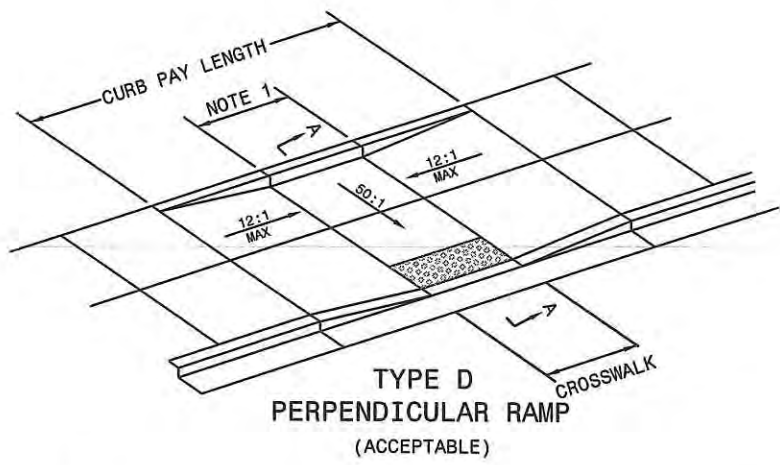 CURB PAY LENGTH
NOTE 1
A
12:1
MAX
50:1
12:1
MAX
A
CROSSWALK
TYPE D
PERPENDICULAR RAMP
(ACCEPTABLE)